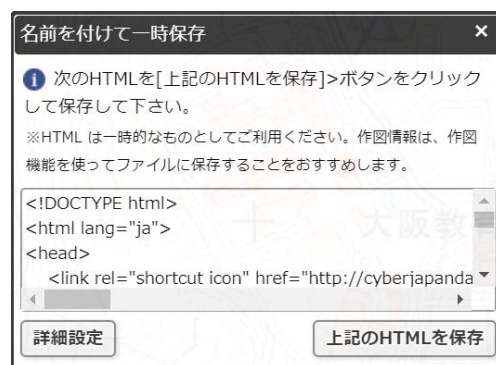 名前を付けて一時保存 ×
次のHTMLを[上記のHTMLを保存]>ボタンをクリック
して保存して下さい。
※HTML は一時的なものとしてご利用ください。作図情報は、作図
機能を使ってファイルに保存することをおすすめします。
<!DOCTYPE html>
<html lang="ja">
<head>
<link rel="shortcut icon" href="http://cyberjapanda
大阪教
詳細設定 上記のHTMLを保存